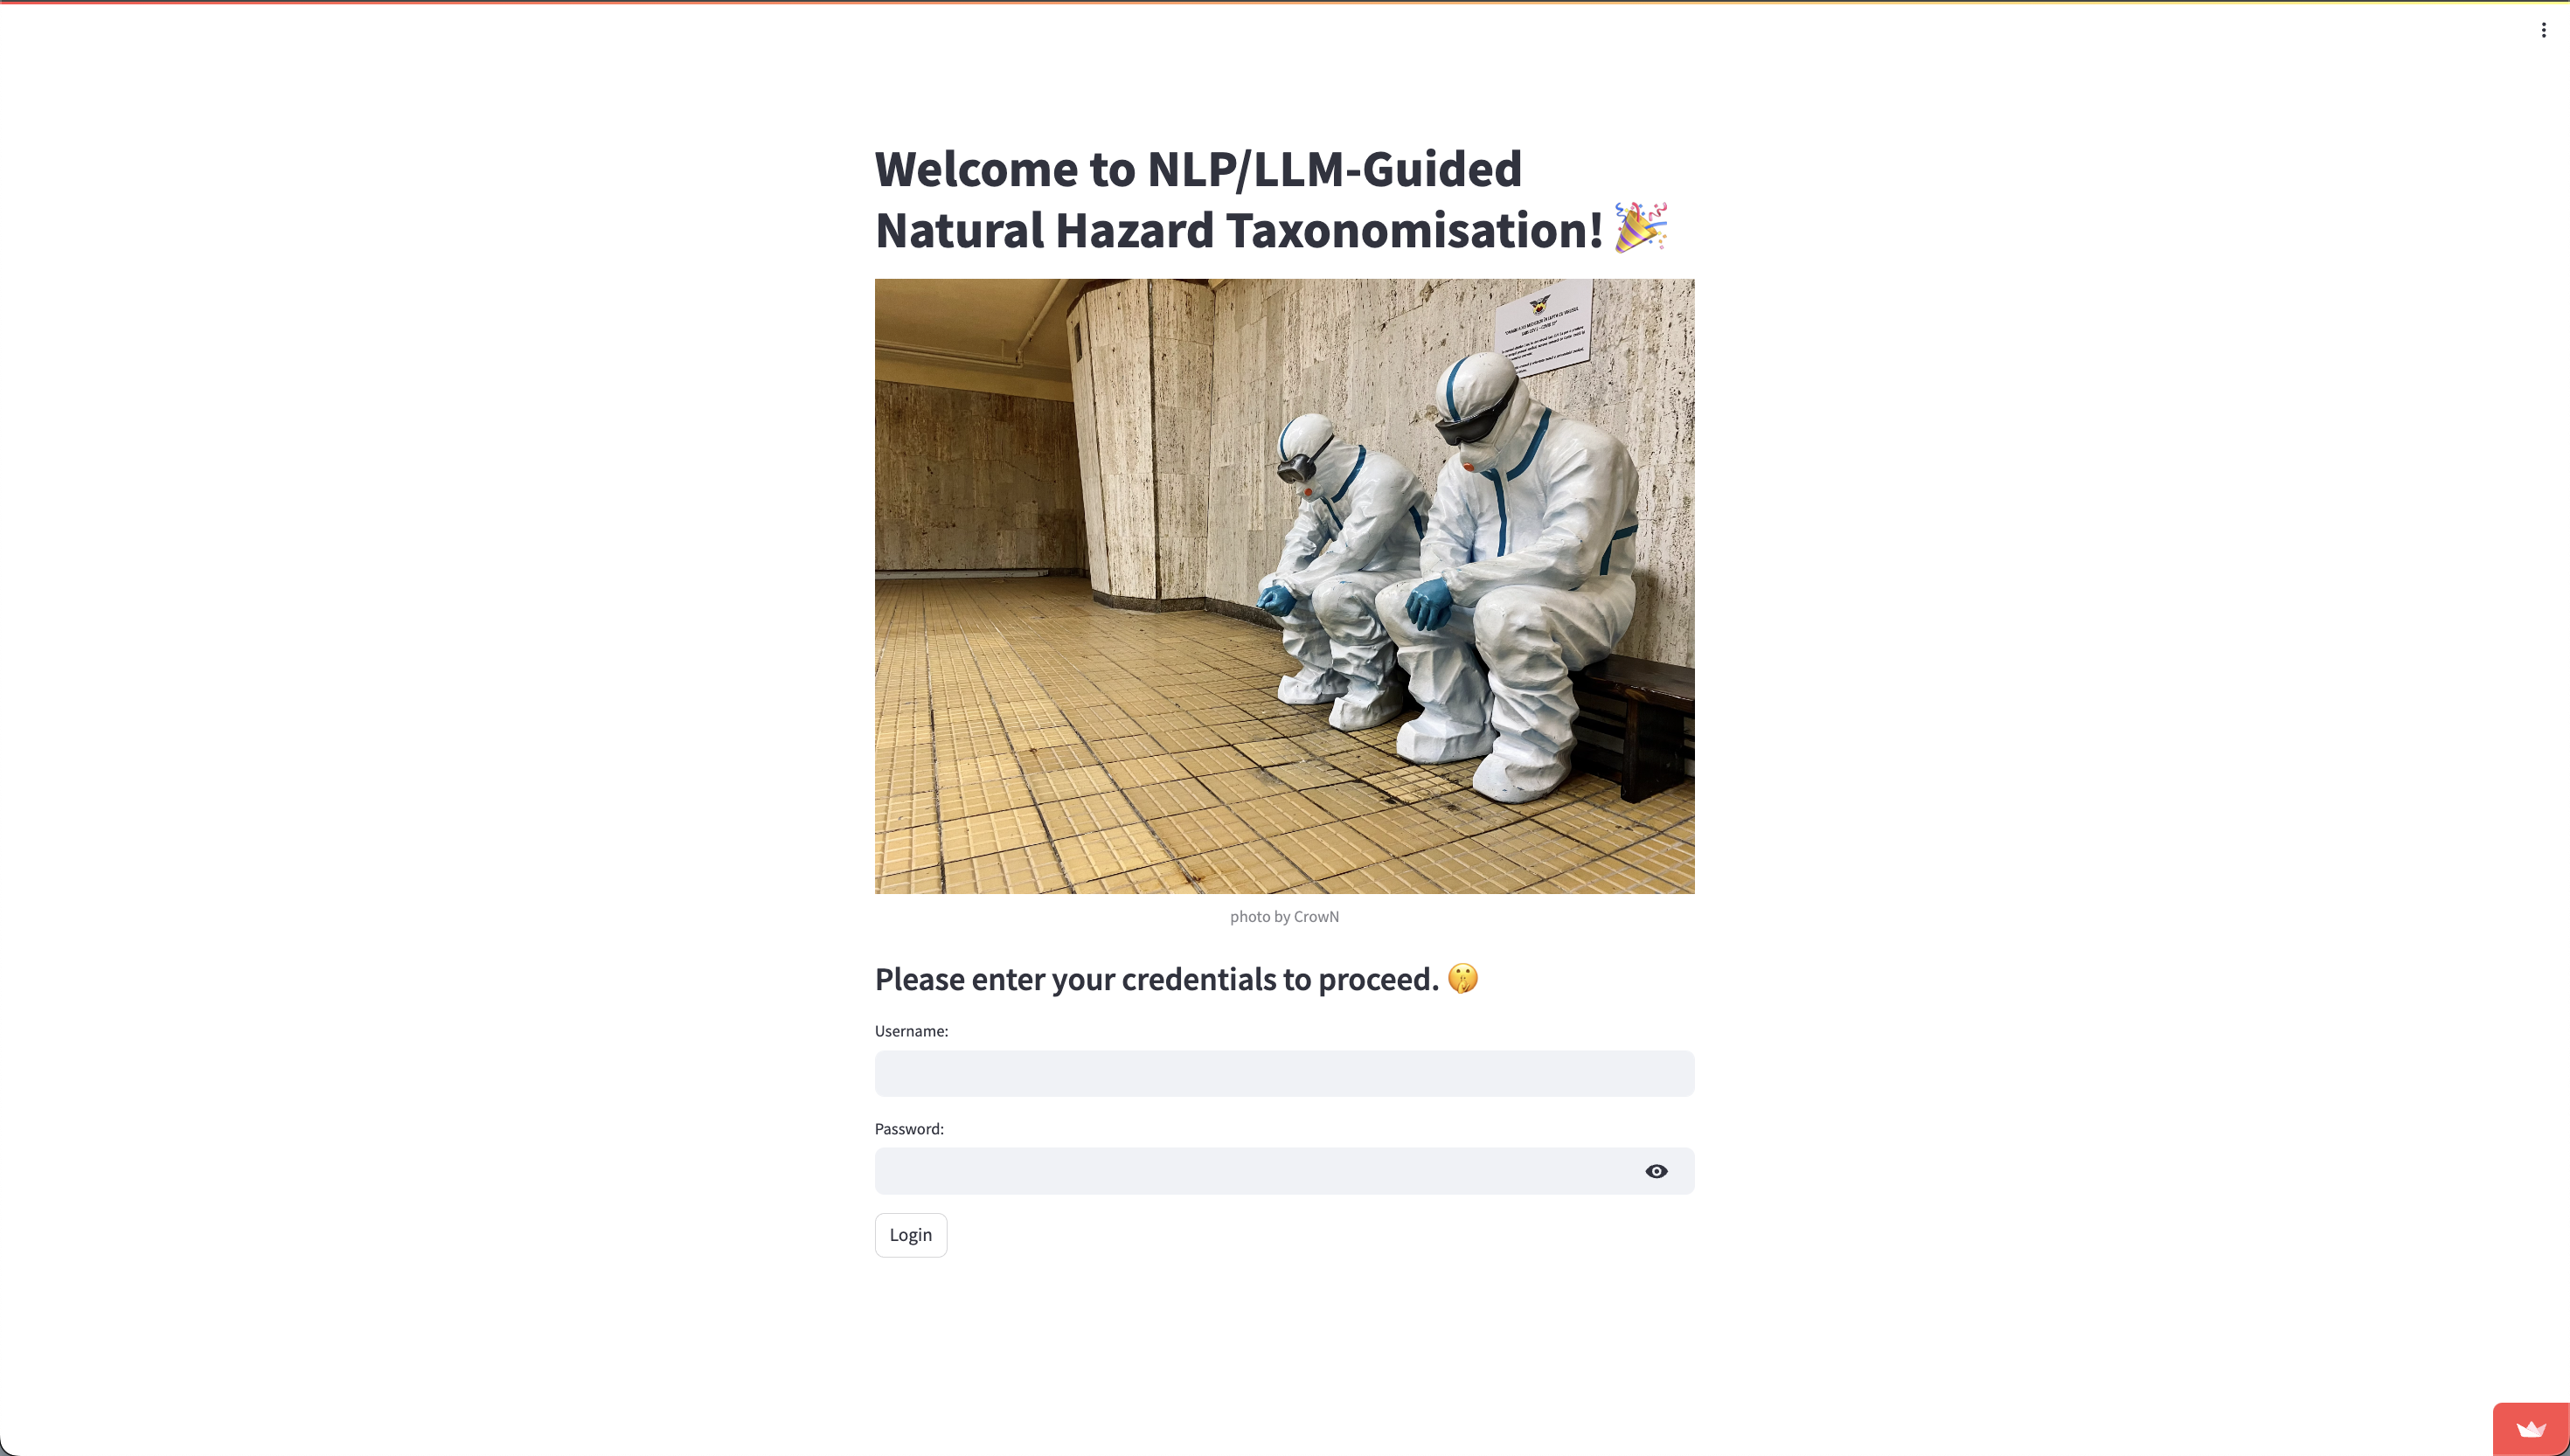 Welcome to NLP/LLM-Guided
Natural Hazard Taxonomisation! 🎉
photo by CrowN
Please enter your credentials to proceed. 🤫
Username:
Password:
Login